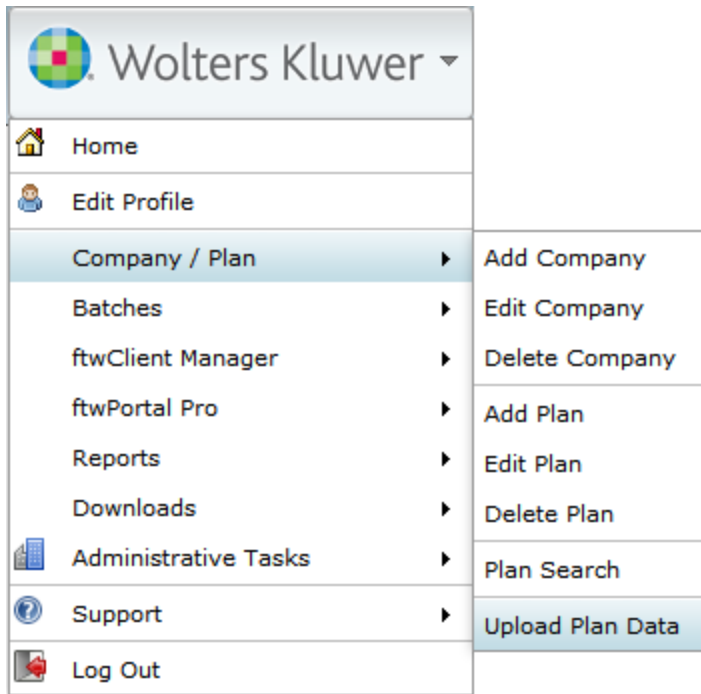 Wolters Kluwer
Home
Edit Profile
Company / Plan
Batches
ftwClient Manager
ftwPortal Pro
Reports
Downloads
Administrative Tasks
Support
Log Out
Add Company
Edit Company
Delete Company
Add Plan
Edit Plan
Delete Plan
Plan Search
Upload Plan Data